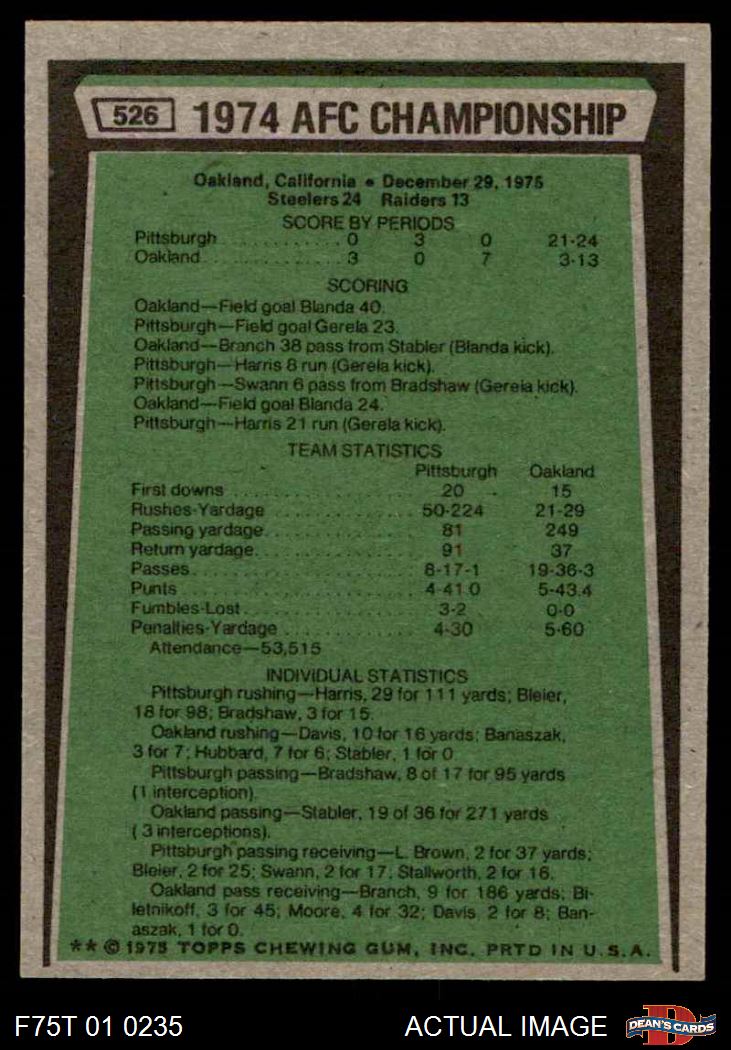 526 1974 AFC CHAMPIONSHIP
Oakland, California • December 29, 1975
Steelers 24 Raiders 13
SCORE BY PERIODS
Pittsburgh ............ 0 3 0 21-24
Oakland ............ 3 0 7 3-13
SCORING
Oakland—Field goal Blanda 40.
Pittsburgh—Field goal Gerela 23.
Oakland—Branch 38 pass from Stabler (Blanda kick).
Pittsburgh—Harris 8 run (Gerela kick).
Pittsburgh—Swann 6 pass from Bradshaw (Gerela kick).
Oakland—Field goal Blanda 24.
Pittsburgh—Harris 21 run (Gerela kick).
TEAM STATISTICS
Pittsburgh Oakland
First downs ............ 20 15
Rushes-Yardage ............ 50-224 21-29
Passing yardage ............ 81 249
Return yardage ............ 91 37
Passes ............ 8-17-1 19-36-3
Punts ............ 4-41.0 5-43.4
Fumbles-Lost ............ 3-2 0-0
Penalties-Yardage ............ 4-30 5-60
Attendance—53,515
INDIVIDUAL STATISTICS
Pittsburgh rushing—Harris, 29 for 111 yards; Bleier,
18 for 98; Bradshaw, 3 for 15.
Oakland rushing—Davis, 10 for 16 yards; Banaszak,
3 for 7; Hubbard, 7 for 6; Stabler, 1 for 0
Pittsburgh passing—Bradshaw, 8 of 17 for 95 yards
(1 interception).
Oakland passing—Stabler, 19 of 36 for 271 yards
( 3 interceptions).
Pittsburgh passing receiving—L. Brown, 2 for 37 yards;
Bleier, 2 for 25; Swann, 2 for 17; Stallworth, 2 for 16.
Oakland pass receiving—Branch, 9 for 186 yards; Bi-
letnikoff, 3 for 45; Moore, 4 for 32; Davis 2 for 8; Ban-
aszak, 1 for 0.
** © 1975 TOPPS CHEWING GUM, INC. PRTD IN U.S.A.
F75T 01 0235 ACTUAL IMAGE DEAN'S CARDS